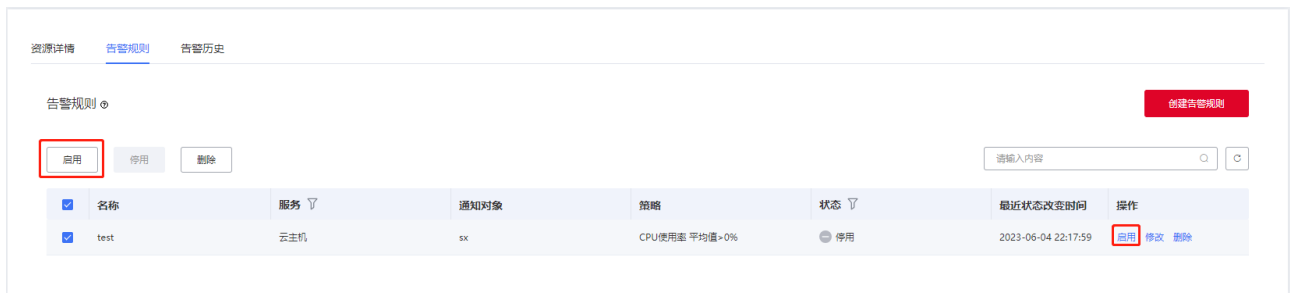 资源详情 告警规则 告警历史
告警规则
创建告警规则
启用 停用 删除 请输入内容
名称 服务 通知对象 策略 状态 最近状态改变时间 操作
test 云主机 sx CPU使用率 平均值>0% 停用 2023-06-04 22:17:59 启用 修改 删除